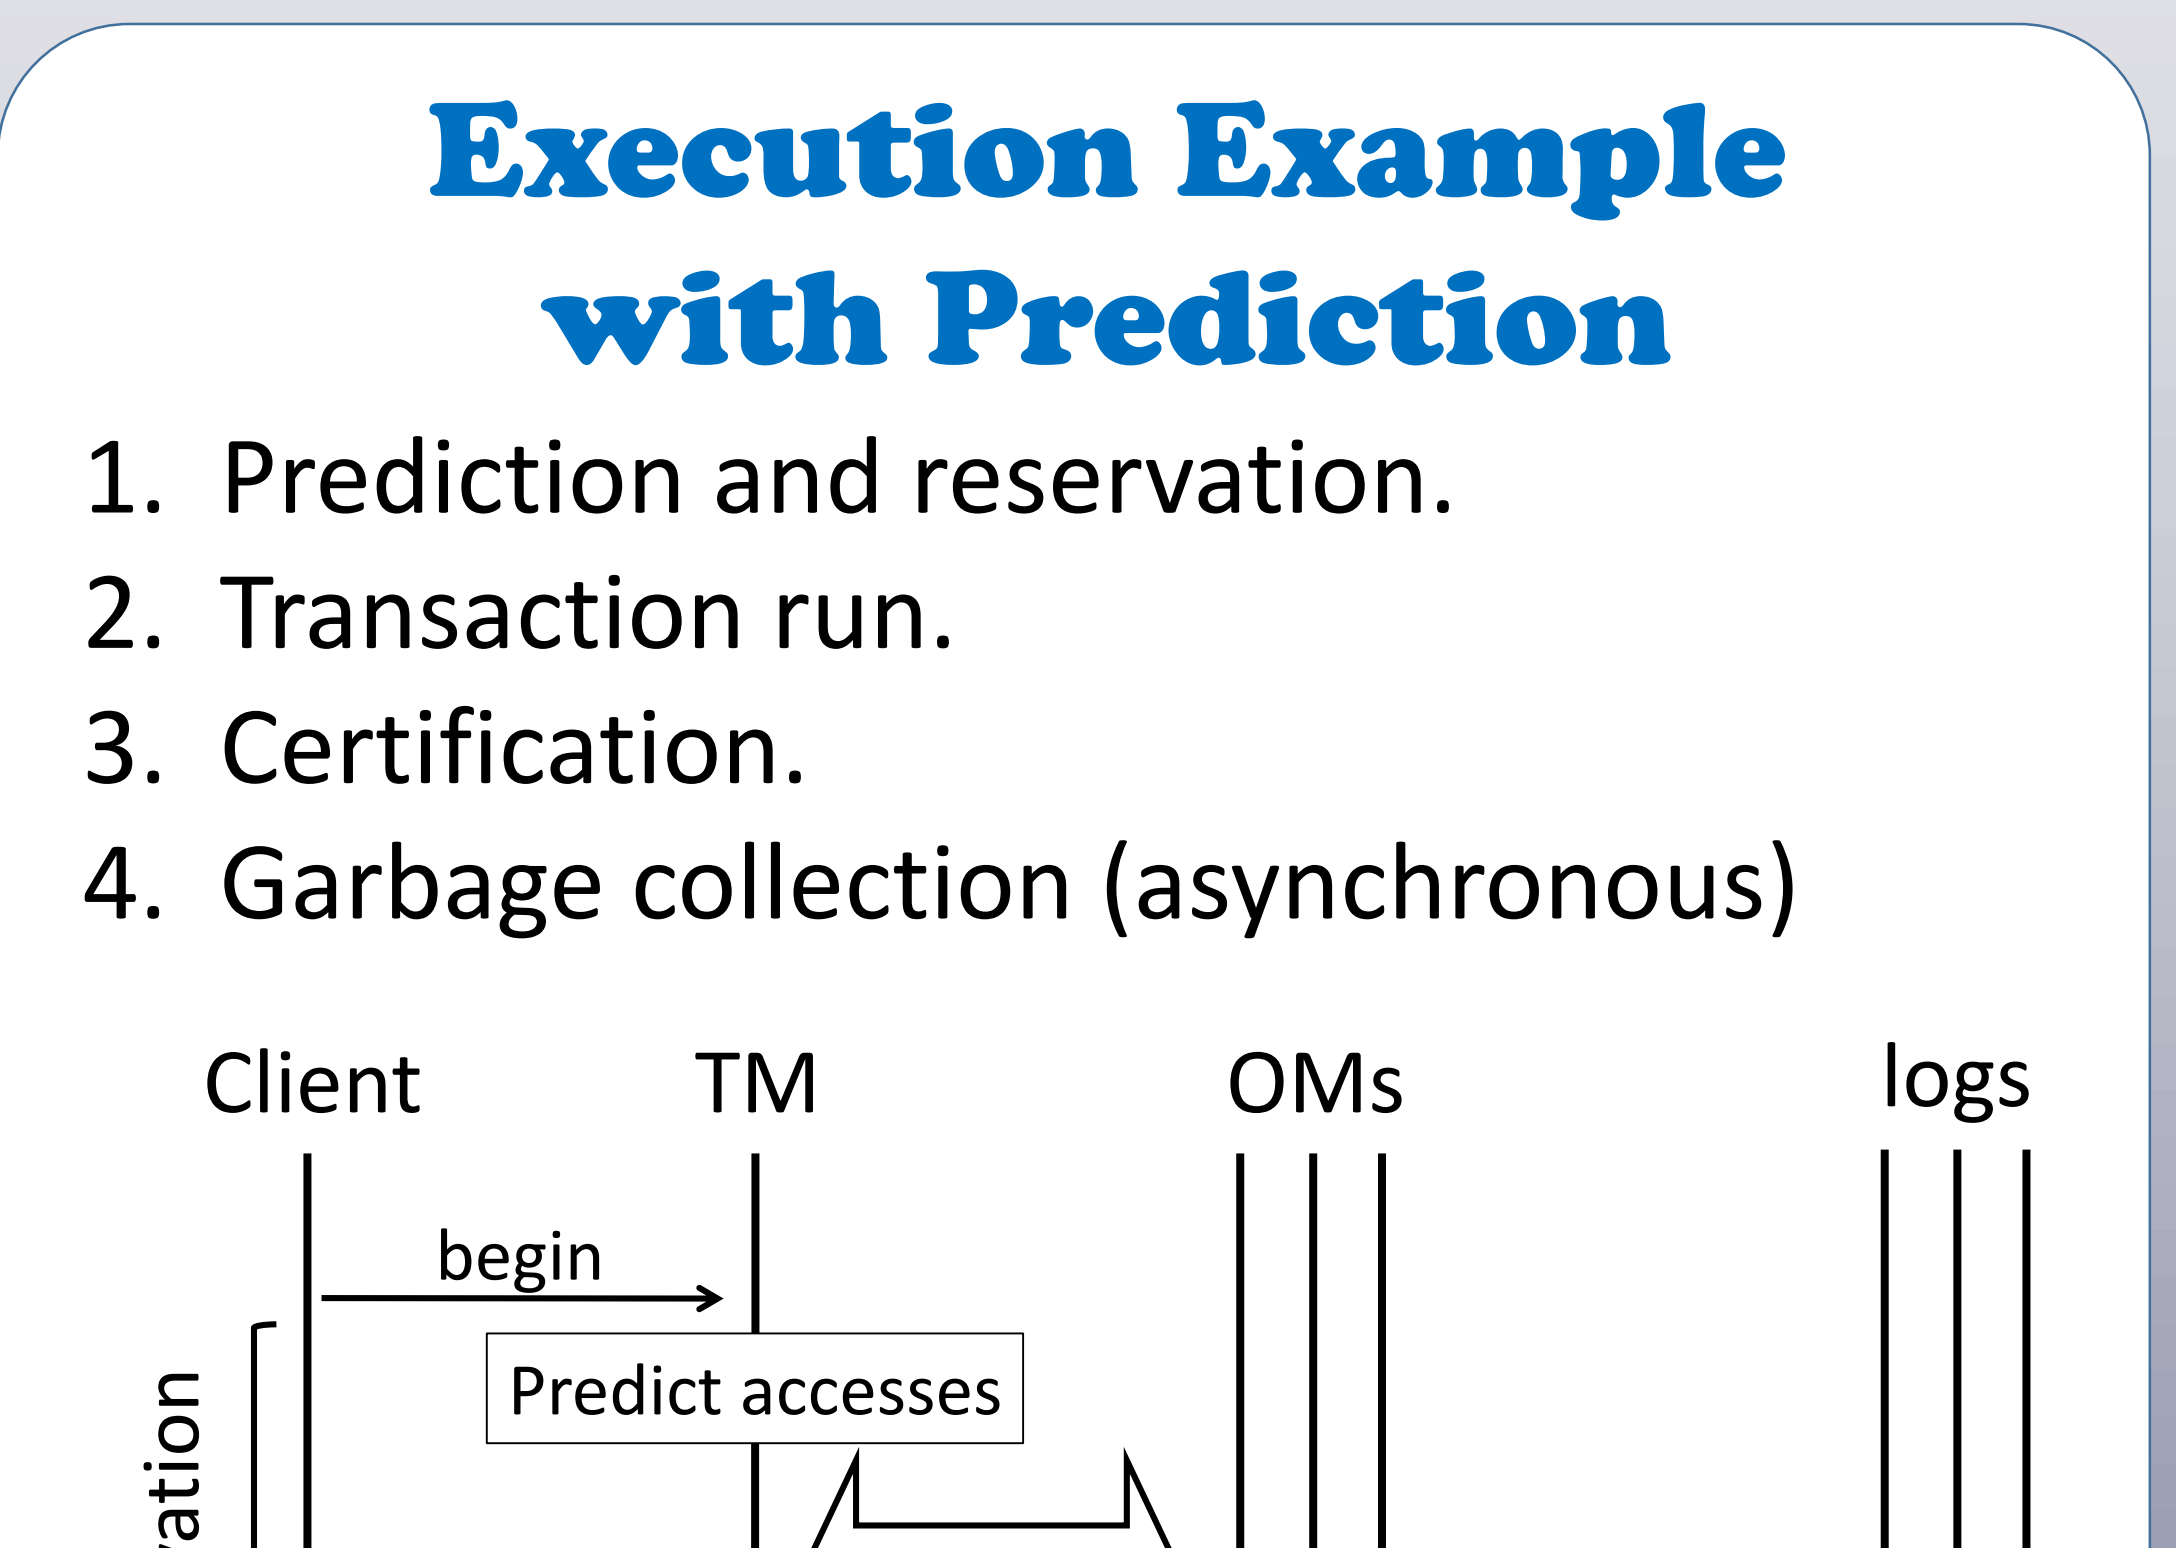 Execution Example
with Prediction
1. Prediction and reservation.
2. Transaction run.
3. Certification.
4. Garbage collection (asynchronous)
Client TM OMs logs
begin
Predict accesses